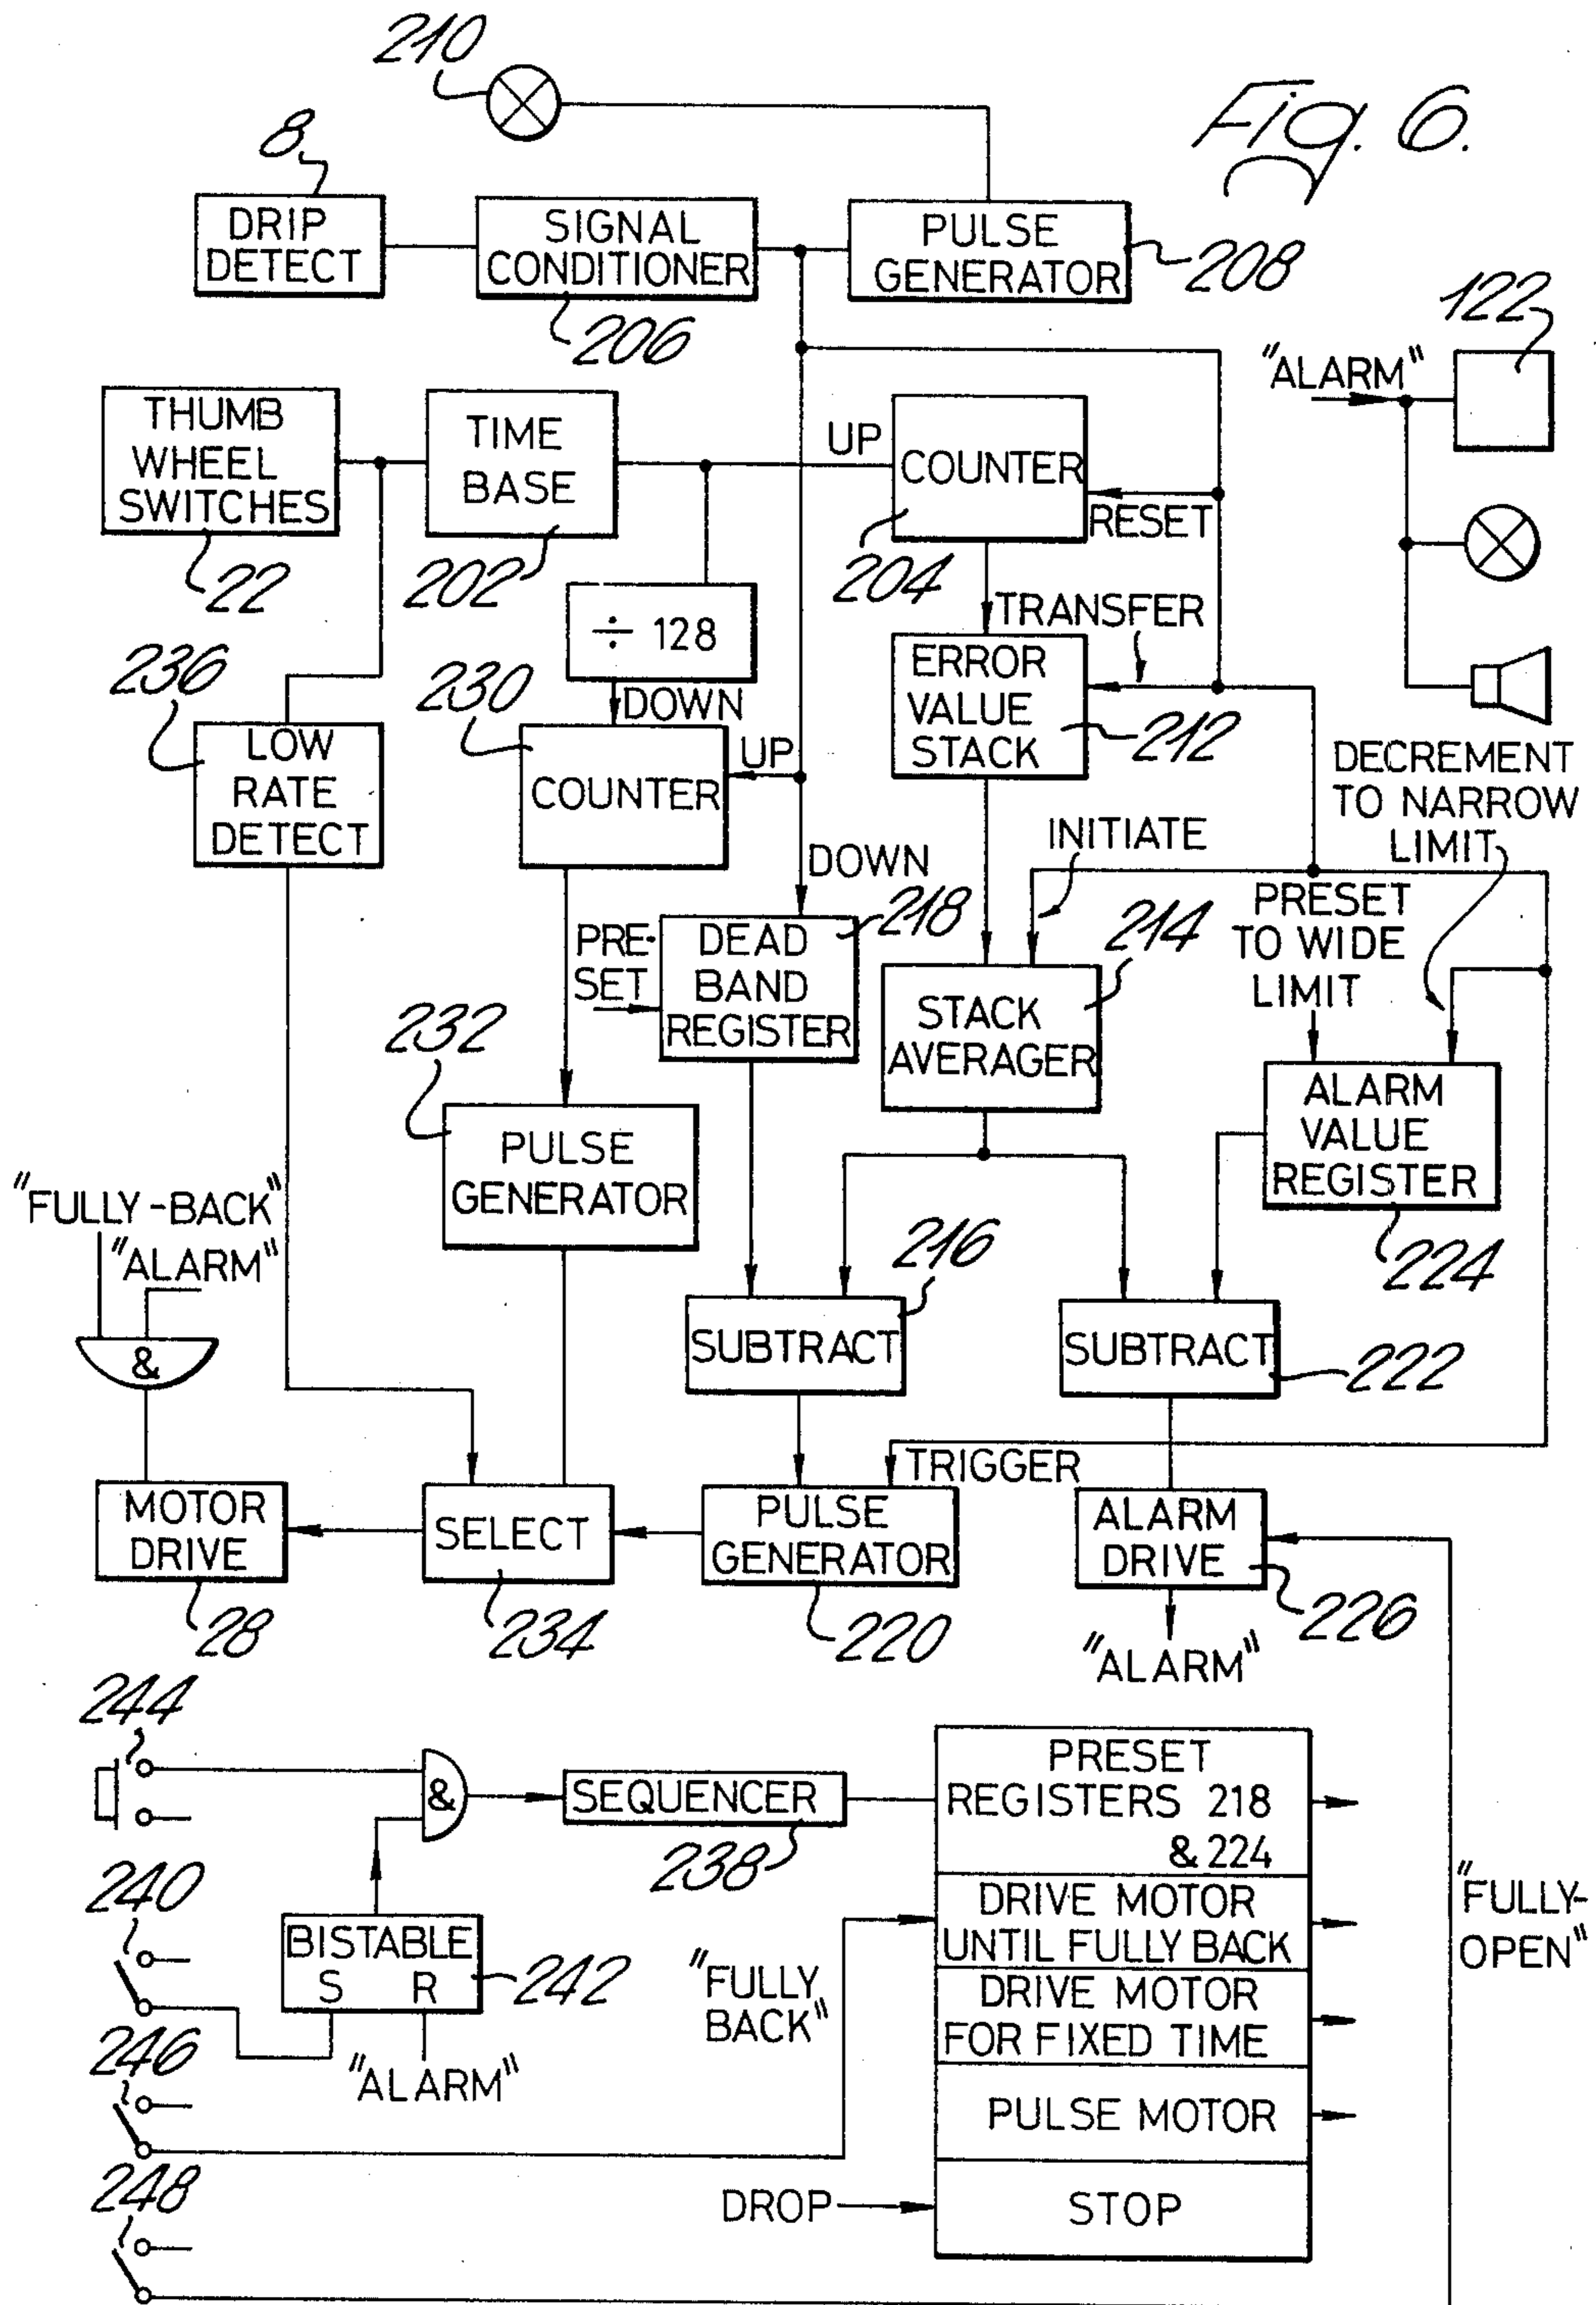 210
Fig. 6.
8
DRIP
DETECT
SIGNAL
CONDITIONER
PULSE
GENERATOR
208
206
122
"ALARM"
THUMB
WHEEL
SWITCHES
TIME
BASE
UP
COUNTER
RESET
22
202
204
÷ 128
TRANSFER
236
230
DOWN
ERROR
VALUE
STACK
212
LOW
RATE
DETECT
COUNTER
UP
DECREMENT
TO NARROW
LIMIT
INITIATE
DOWN
218
PRE-
SET
DEAD
BAND
REGISTER
214
PRESET
TO WIDE
LIMIT
STACK
AVERAGER
232
ALARM
VALUE
REGISTER
PULSE
GENERATOR
"FULLY-BACK"
"ALARM"
216
224
&
SUBTRACT
SUBTRACT
222
TRIGGER
MOTOR
DRIVE
SELECT
PULSE
GENERATOR
ALARM
DRIVE
28
234
220
226
"ALARM"
244
&
SEQUENCER
238
PRESET
REGISTERS 218
& 224
240
BISTABLE
S R
242
"ALARM"
"FULLY
BACK"
DRIVE MOTOR
UNTIL FULLY BACK
"FULLY-
OPEN"
DRIVE MOTOR
FOR FIXED TIME
246
PULSE MOTOR
248
DROP
STOP